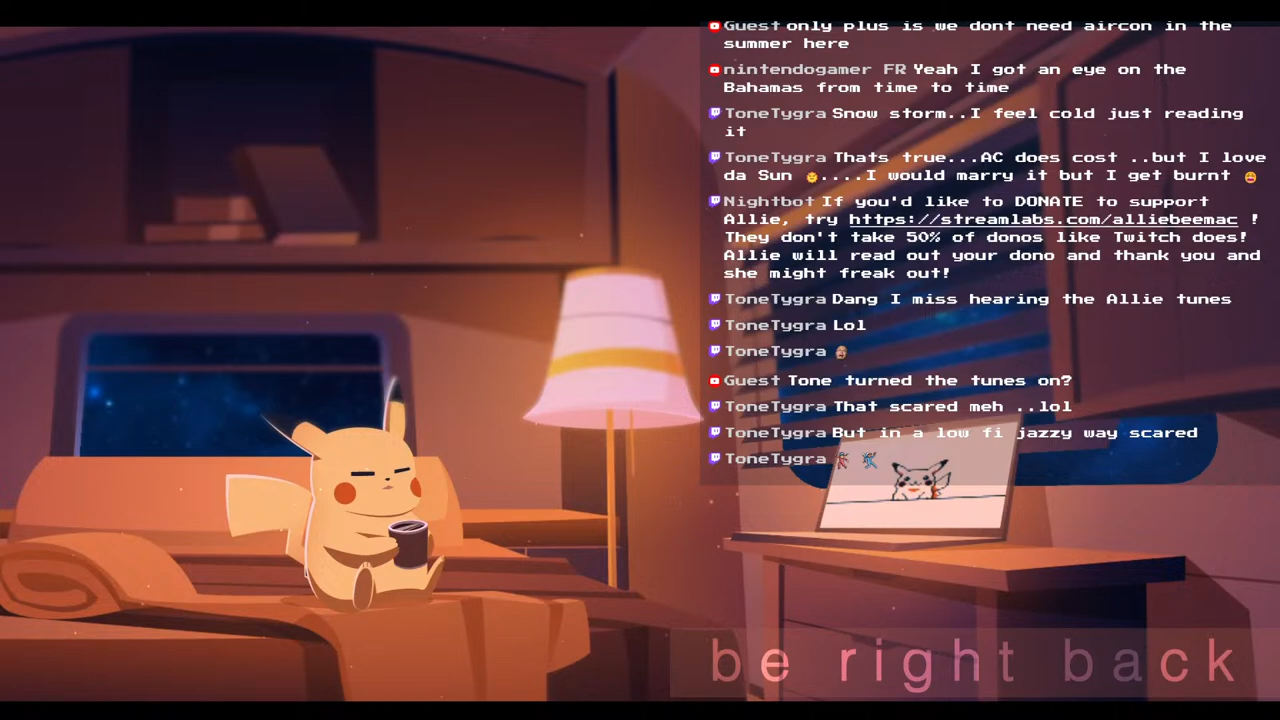 Guest only plus is we dont need aircon in the
summer here
nintendogamer FR Yeah I got an eye on the
Bahamas from time to time
ToneTygra Snow storm..I feel cold just reading
it
ToneTygra Thats true...AC does cost ..but I love
da Sun 🌞....I would marry it but I get burnt 😩
Nightbot If you'd like to DONATE to support
Allie, try https://streamlabs.com/alliebeemac !
They don't take 50% of donos like Twitch does!
Allie will read out your dono and thank you and
she might freak out!
ToneTygra Dang I miss hearing the Allie tunes
ToneTygra Lol
ToneTygra
Guest Tone turned the tunes on?
ToneTygra That scared meh ..lol
ToneTygra But in a low fi jazzy way scared
ToneTygra
be right back